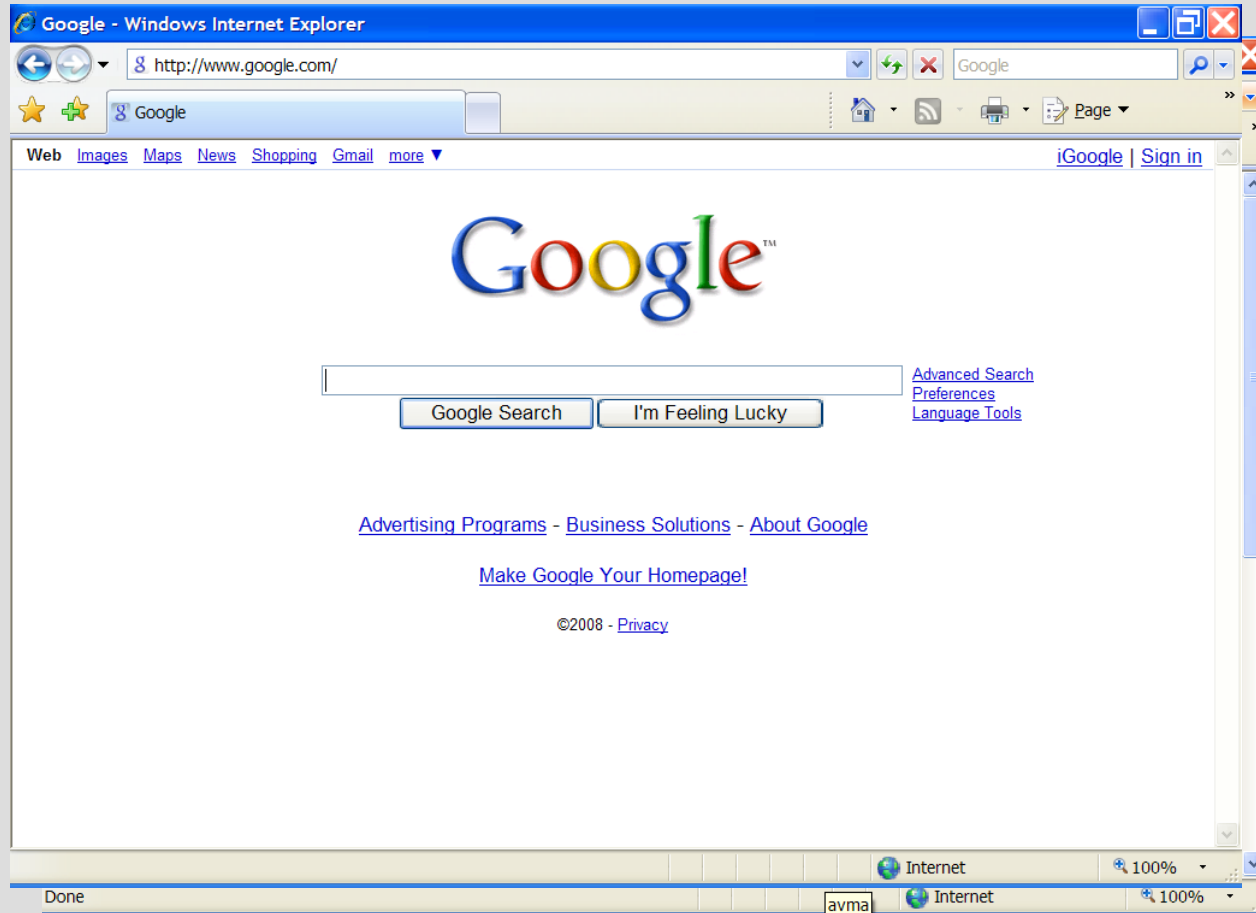 Google - Windows Internet Explorer
http://www.google.com/
Google
Google
Page
Web Images Maps News Shopping Gmail more ▼
iGoogle | Sign in
Google™
Advanced Search
Preferences
Language Tools
Google Search
I'm Feeling Lucky
Advertising Programs - Business Solutions - About Google
Make Google Your Homepage!
©2008 - Privacy
Internet
100%
Done
avma
Internet
100%